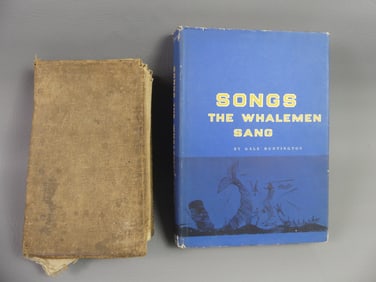 SONGS
THE WHALEMEN
SANG
BY GALE HUNTINGTON